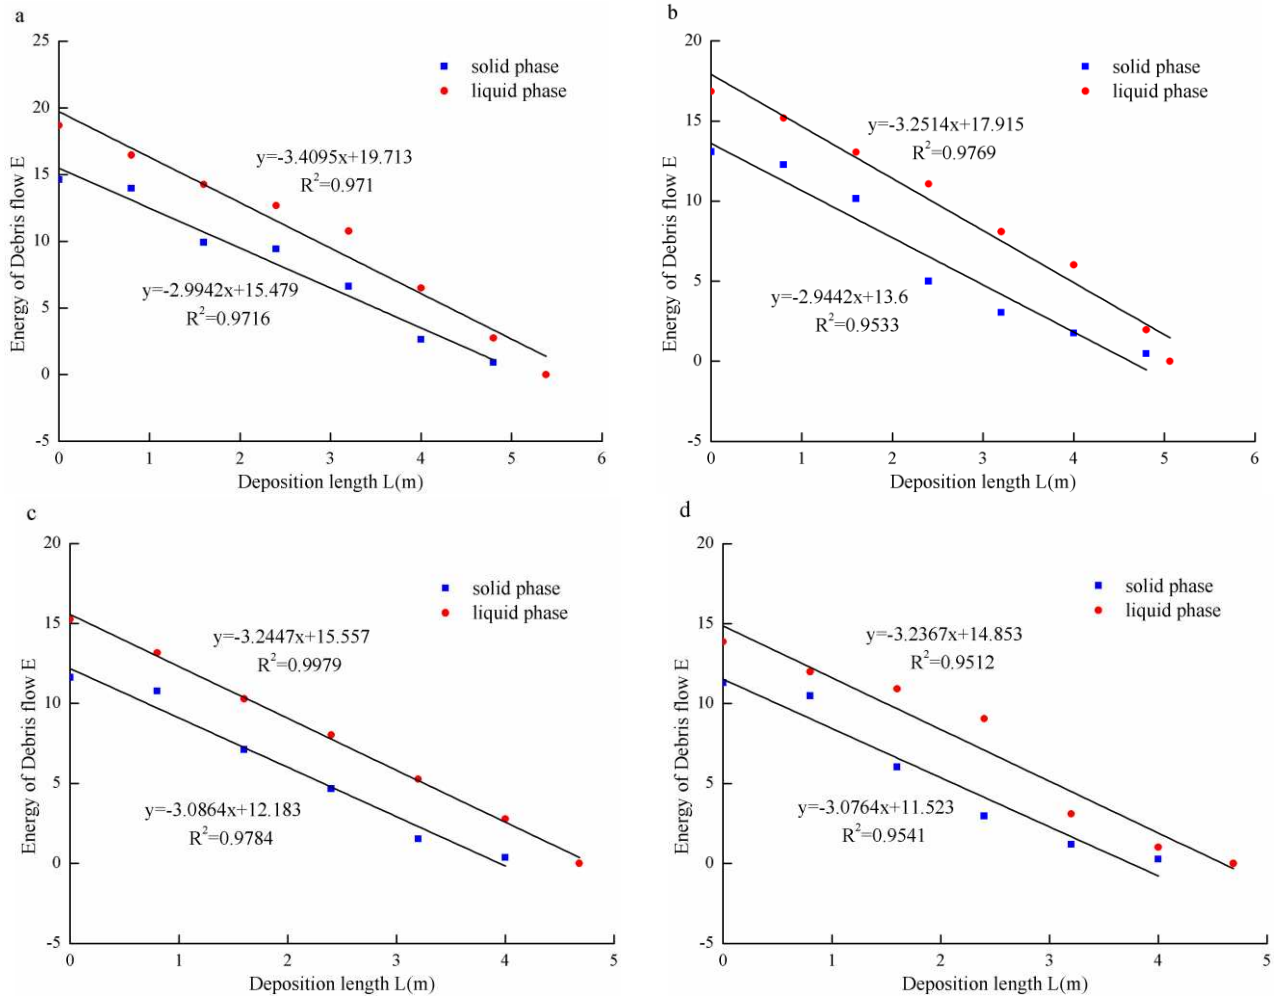 a
25
20
15
10
5
0
-5
0 1 2 3 4 5 6
Energy of Debris flow E
Deposition length L(m)
solid phase
liquid phase
y=-3.4095x+19.713
R²=0.971
y=-2.9942x+15.479
R²=0.9716
b
20
15
10
5
0
-5
0 1 2 3 4 5 6
Energy of Debris flow E
Deposition length L(m)
solid phase
liquid phase
y=-3.2514x+17.915
R²=0.9769
y=-2.9442x+13.6
R²=0.9533
c
20
15
10
5
0
-5
0 1 2 3 4 5
Energy of Debris flow E
Deposition length L(m)
solid phase
liquid phase
y=-3.2447x+15.557
R²=0.9979
y=-3.0864x+12.183
R²=0.9784
d
20
15
10
5
0
-5
0 1 2 3 4 5
Energy of Debris flow E
Deposition length L(m)
solid phase
liquid phase
y=-3.2367x+14.853
R²=0.9512
y=-3.0764x+11.523
R²=0.9541